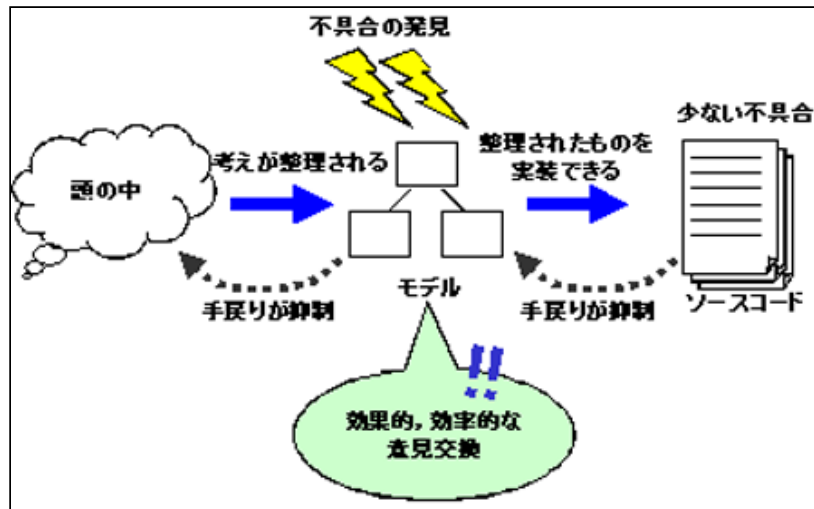 不具合の発見
少ない不具合
考えが整理される
整理されたものを
実装できる
頭の中
モデル
手戻りが抑制
手戻りが抑制
ソースコード
効果的，効率的な
意見交換